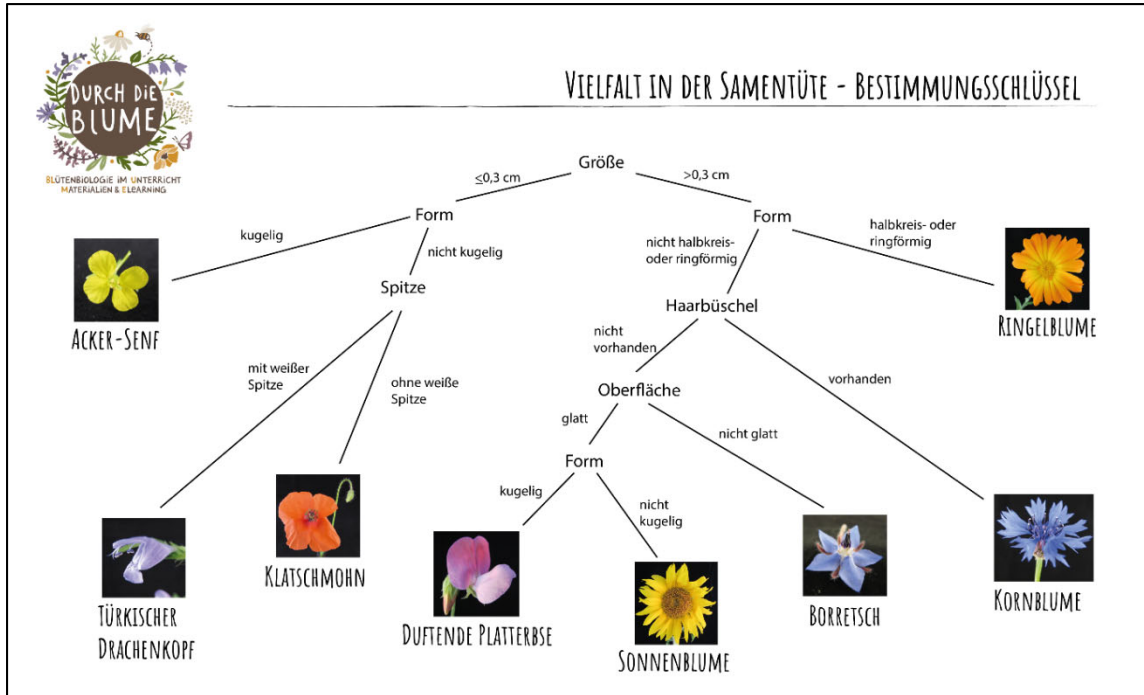 DURCH DIE
BLUME
BLÜTENBIOLOGIE IM UNTERRICHT
MATERIALIEN & ELEARNING
VIELFALT IN DER SAMENTÜTE - BESTIMMUNGSSCHLÜSSEL
Größe
≤0,3 cm
>0,3 cm
Form
Form
kugelig
nicht kugelig
nicht halbkreis-
oder ringförmig
halbkreis- oder
ringförmig
Spitze
Haarbüschel
ACKER-SENF
RINGELBLUME
mit weißer
Spitze
ohne weiße
Spitze
nicht
vorhanden
vorhanden
Oberfläche
glatt
nicht glatt
Form
kugelig
nicht
kugelig
TÜRKISCHER
DRACHENKOPF
KLATSCHMOHN
DUFTENDE PLATTERBSE
SONNENBLUME
BORRETSCH
KORNBLUME